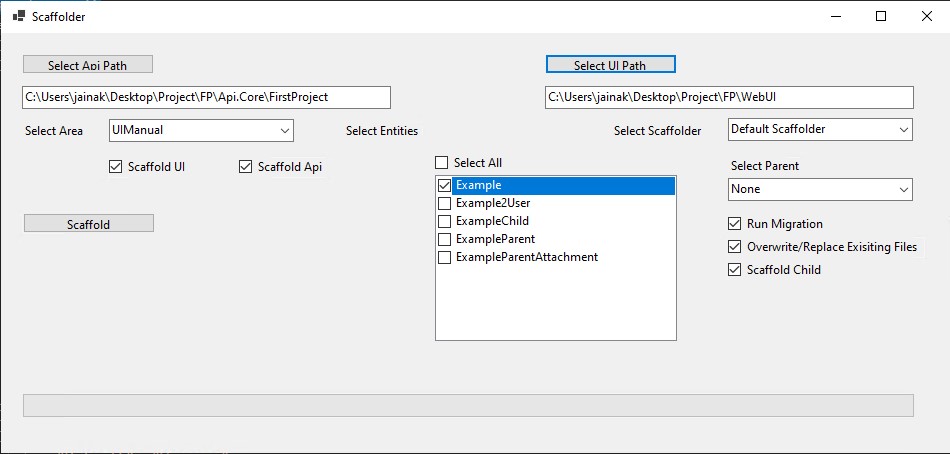 Scaffolder
Select Api Path
Select UI Path
C:\Users\jainak\Desktop\Project\FP\Api.Core\FirstProject
C:\Users\jainak\Desktop\Project\FP\WebUI
Select Area
UIManual
Select Entities
Select Scaffolder
Default Scaffolder
Scaffold UI
Scaffold Api
Select All
Select Parent
Example
None
Example2User
Scaffold
ExampleChild
Run Migration
ExampleParent
Overwrite/Replace Exisiting Files
ExampleParentAttachment
Scaffold Child